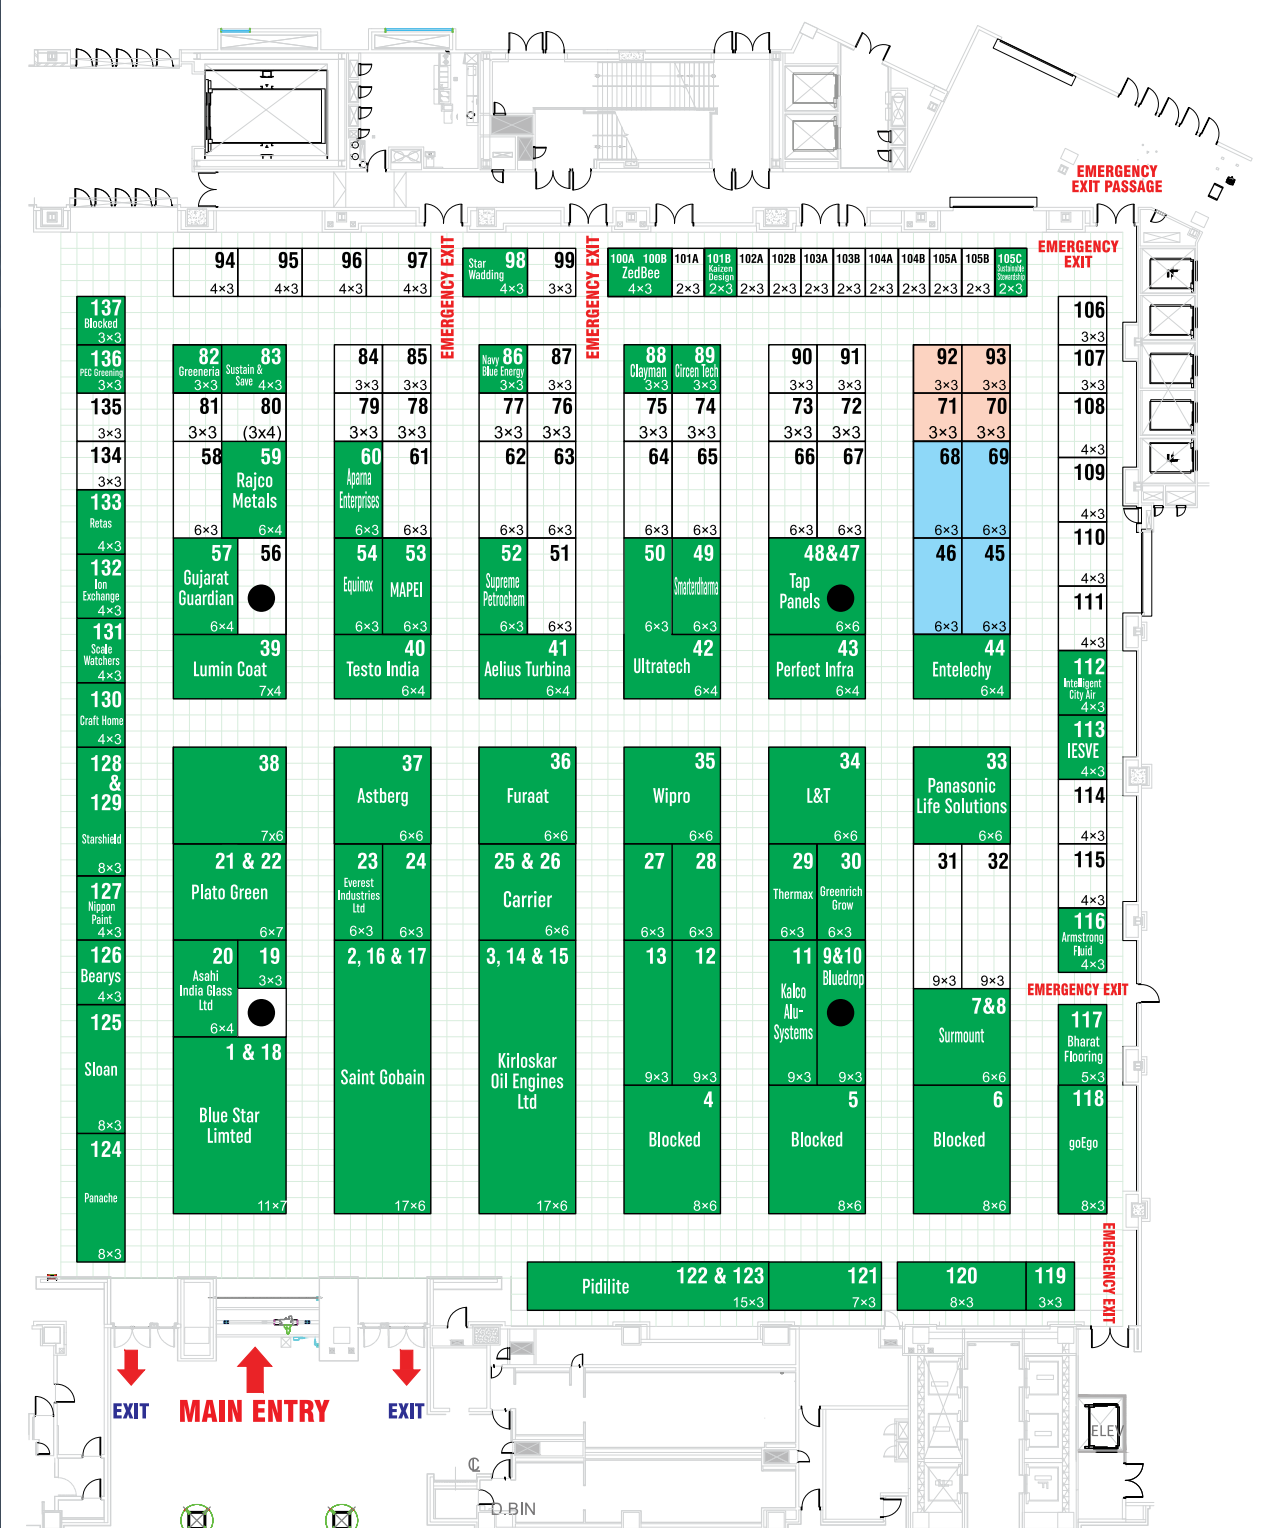 EMERGENCY
EXIT PASSAGE
EMERGENCY
EXIT
EMERGENCY EXIT
EMERGENCY EXIT
94
4×3
95
4×3
96
4×3
97
4×3
Star
Wadding
98
4×3
99
3×3
100A 100B
ZedBee
4×3
101A
2×3
101B
Kaizen
Design
2×3
102A
2×3
102B
2×3
103A
2×3
103B
2×3
104A
2×3
104B
2×3
105A
2×3
105B
2×3
105C
Sustainable
Stewardship
2×3
137
Blocked
3×3
106
3×3
136
PEC Greening
3×3
82
Greeneria
3×3
83
Sustain &
Save 4×3
84
3×3
85
3×3
86
Navy
Blue Energy
3×3
87
3×3
88
Clayman
3×3
89
Circen Tech
3×3
90
3×3
91
3×3
92
3×3
93
3×3
107
3×3
135
3×3
81
3×3
80
(3x4)
79
3×3
78
3×3
77
3×3
76
3×3
75
3×3
74
3×3
73
3×3
72
3×3
71
3×3
70
3×3
108
4×3
134
3×3
58
6×3
59
Rajco
Metals
6×4
60
Aparna
Enterprises
6×3
61
6×3
62
6×3
63
6×3
64
6×3
65
6×3
66
6×3
67
6×3
68
6×3
69
6×3
109
4×3
133
Retas
4×3
110
4×3
132
Ion
Exchange
4×3
57
Gujarat
Guardian
6×4
56
54
Equinox
6×3
53
MAPEI
6×3
52
Supreme
Petrochem
6×3
51
6×3
50
6×3
49
Smarterdharma
6×3
48&47
Tap
Panels
6×6
46
6×3
45
6×3
111
4×3
131
Scale
Watchers
4×3
39
Lumin Coat
7x4
40
Testo India
6×4
41
Aelius Turbina
6×4
42
Ultratech
6×4
43
Perfect Infra
6×4
44
Entelechy
6×4
112
Intelligent
City Air
4×3
130
Craft Home
4×3
113
IESVE
4×3
128
&
129
Starshield
8×3
38
7x6
37
Astberg
6×6
36
Furaat
6×6
35
Wipro
6×6
34
L&T
6×6
33
Panasonic
Life Solutions
6×6
114
4×3
127
Nippon
Paint
4×3
21 & 22
Plato Green
6×7
23
Everest
Industries
Ltd
6×3
24
6×3
25 & 26
Carrier
6×6
27
6×3
28
6×3
29
Thermax
6×3
30
Greenrich
Grow
6×3
31
9×3
32
9×3
115
4×3
116
Armstrong
Fluid
4×3
126
Bearys
4×3
20
Asahi
India Glass
Ltd
6×4
19
3×3
2, 16 & 17
Saint Gobain
17×6
3, 14 & 15
Kirloskar
Oil Engines
Ltd
17×6
13
9×3
12
9×3
11
Kalco
Alu-
Systems
9×3
9&10
Bluedrop
9×3
7&8
Surmount
6×6
EMERGENCY EXIT
125
Sloan
8×3
1 & 18
Blue Star
Limted
11×7
117
Bharat
Flooring
5×3
4
Blocked
8×6
5
Blocked
8×6
6
Blocked
8×6
118
goEgo
8×3
124
Panache
8×3
EMERGENCY EXIT
Pidilite
122 & 123
15×3
121
7×3
120
8×3
119
3×3
EXIT
MAIN ENTRY
EXIT
ELEV
D.BIN